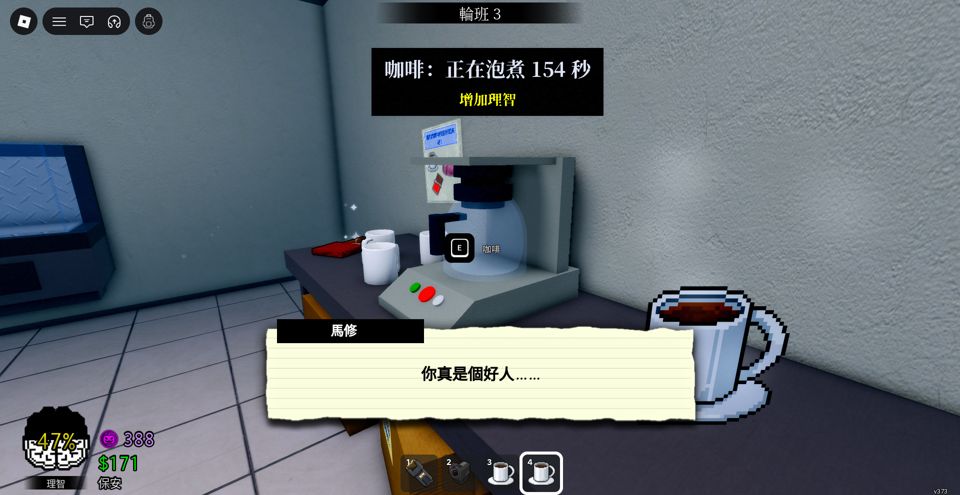 輪班 3
咖啡：正在泡煮 154 秒
增加理智
E
咖啡
馬修
你真是個好人......
47%
388
$171
理智
保安
1
2
3
4
v373